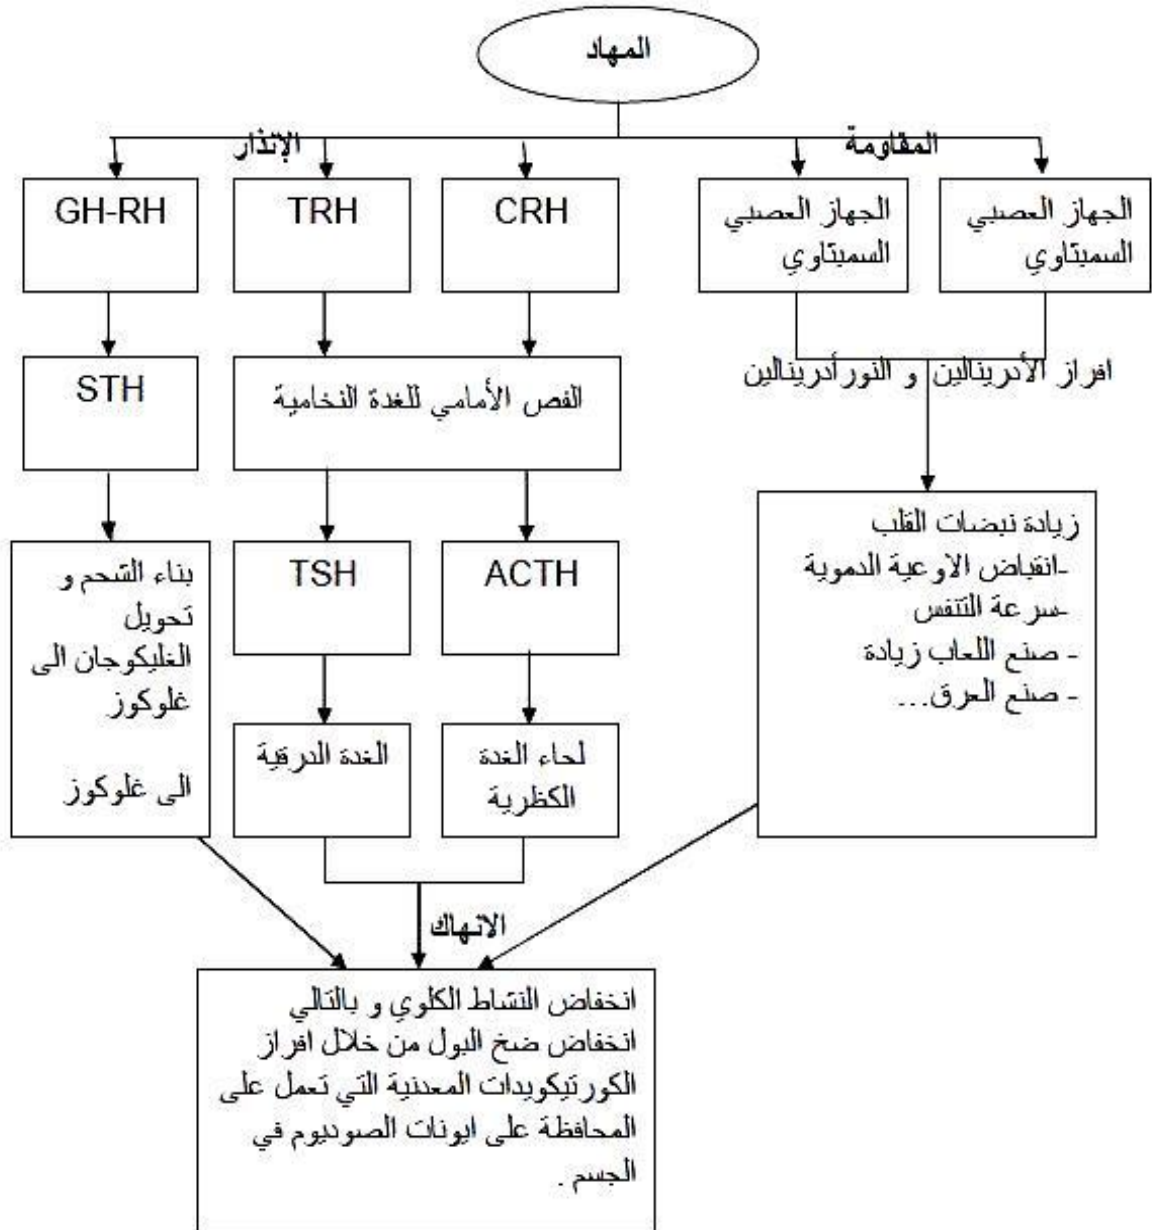 المهاد
الإنذار
المقاومة
GH-RH
TRH
CRH
الجهاز العصبي
السمبتاوي
الجهاز العصبي
السمبتاوي
STH
الفص الأمامي للغدة النخامية
افراز الأدرينالين و النورأدرينالين
بناء الشحم و
تحويل
الغليكوجان الى
غلوكوز
الى غلوكوز
TSH
ACTH
زيادة نبضات القلب
-انقباض الاوعية الدموية
-سرعة التنفس
- صنع اللعاب زيادة
- صنع العرق...
الغدة الدرقية
لحاء الغدة
الكظرية
الانهاك
انخفاض النشاط الكلوي و بالتالي
انخفاض ضخ البول من خلال افراز
الكورتيكويدات المعدنية التي تعمل على
المحافظة على ايونات الصوديوم في
الجسم .